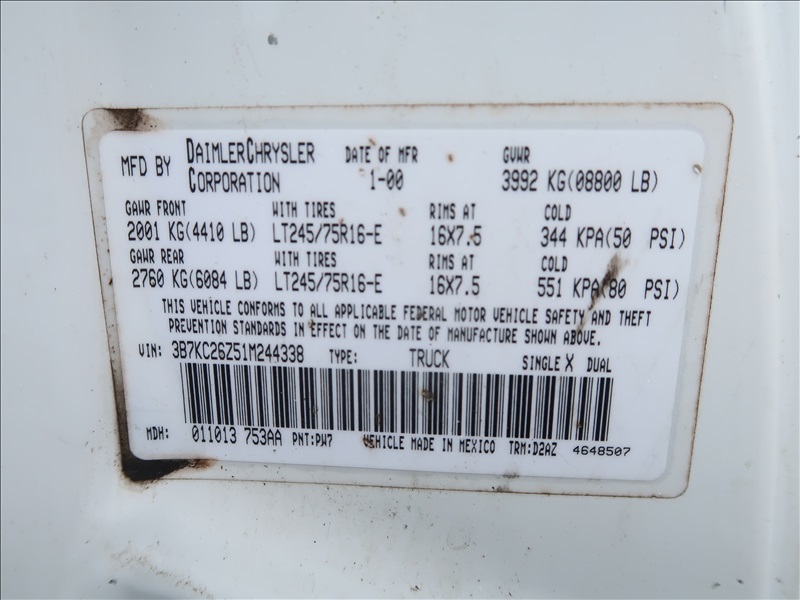 MFD BY DAIMLERCHRYSLER CORPORATION DATE OF MFR 1-00 GVWR 3992 KG(08800 LB)
GAWR FRONT WITH TIRES RIMS AT COLD
2001 KG(4410 LB) LT245/75R16-E 16X7.5 344 KPA(50 PSI)
GAWR REAR WITH TIRES RIMS AT COLD
2760 KG(6084 LB) LT245/75R16-E 16X7.5 551 KPA(80 PSI)
THIS VEHICLE CONFORMS TO ALL APPLICABLE FEDERAL MOTOR VEHICLE SAFETY AND THEFT
PREVENTION STANDARDS IN EFFECT ON THE DATE OF MANUFACTURE SHOWN ABOVE.
VIN: 3B7KC26Z51M244338 TYPE: TRUCK SINGLE X DUAL
MDH: 011013 753AA PNT:PW7 VEHICLE MADE IN MEXICO TRM:D2AZ 4648507